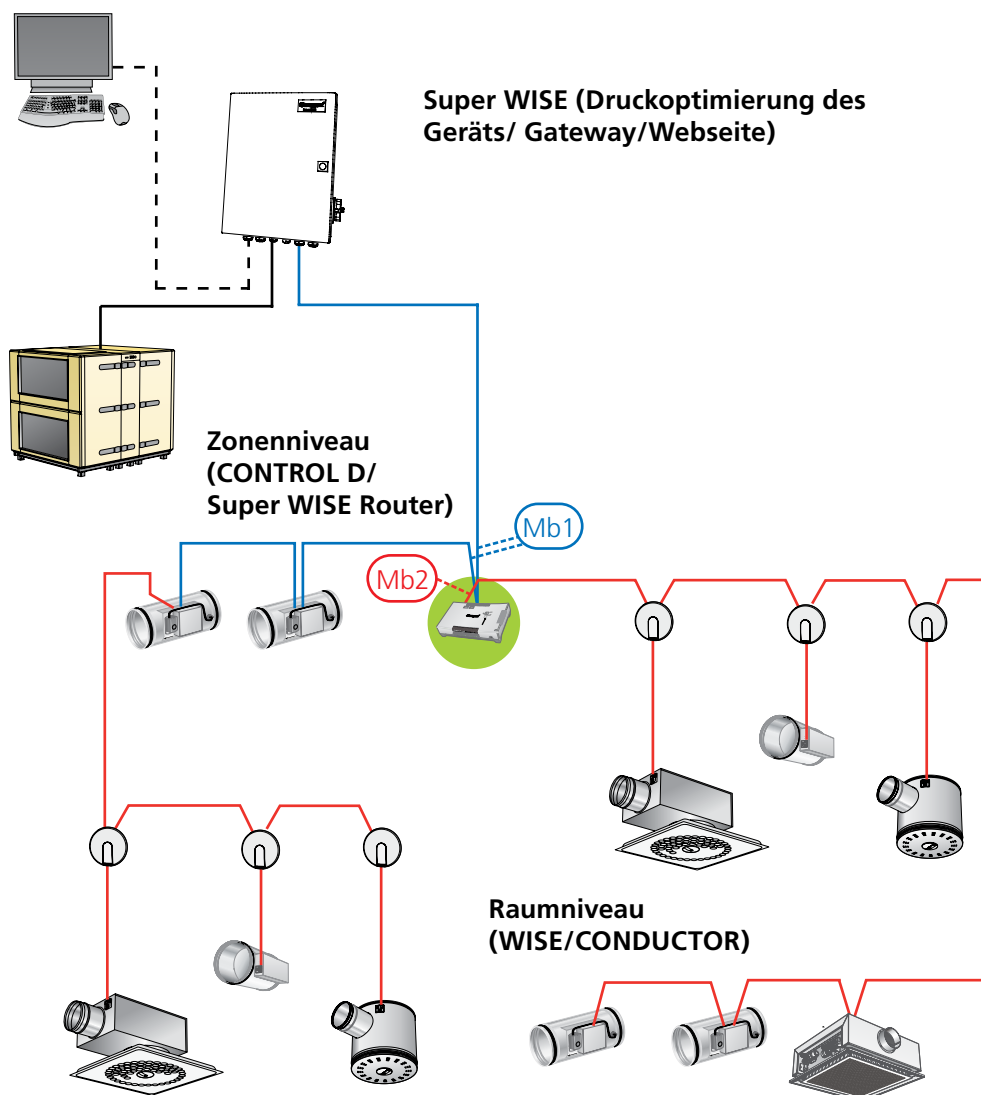 Super WISE (Druckoptimierung des
Geräts/ Gateway/Webseite)
Zonenniveau
(CONTROL D/
Super WISE Router)
Mb1
Mb2
Raumniveau
(WISE/CONDUCTOR)